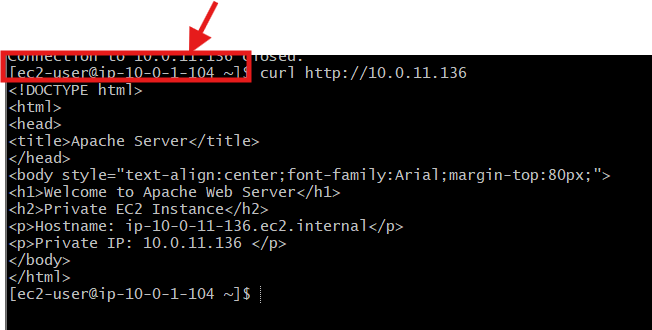 Connection to 10.0.11.136 closed.
[ec2-user@ip-10-0-1-104 ~]$ curl http://10.0.11.136
<!DOCTYPE html>
<html>
<head>
<title>Apache Server</title>
</head>
<body style="text-align:center;font-family:Arial;margin-top:80px;">
<h1>Welcome to Apache Web Server</h1>
<h2>Private EC2 Instance</h2>
<p>Hostname: ip-10-0-11-136.ec2.internal</p>
<p>Private IP: 10.0.11.136 </p>
</body>
</html>
[ec2-user@ip-10-0-1-104 ~]$